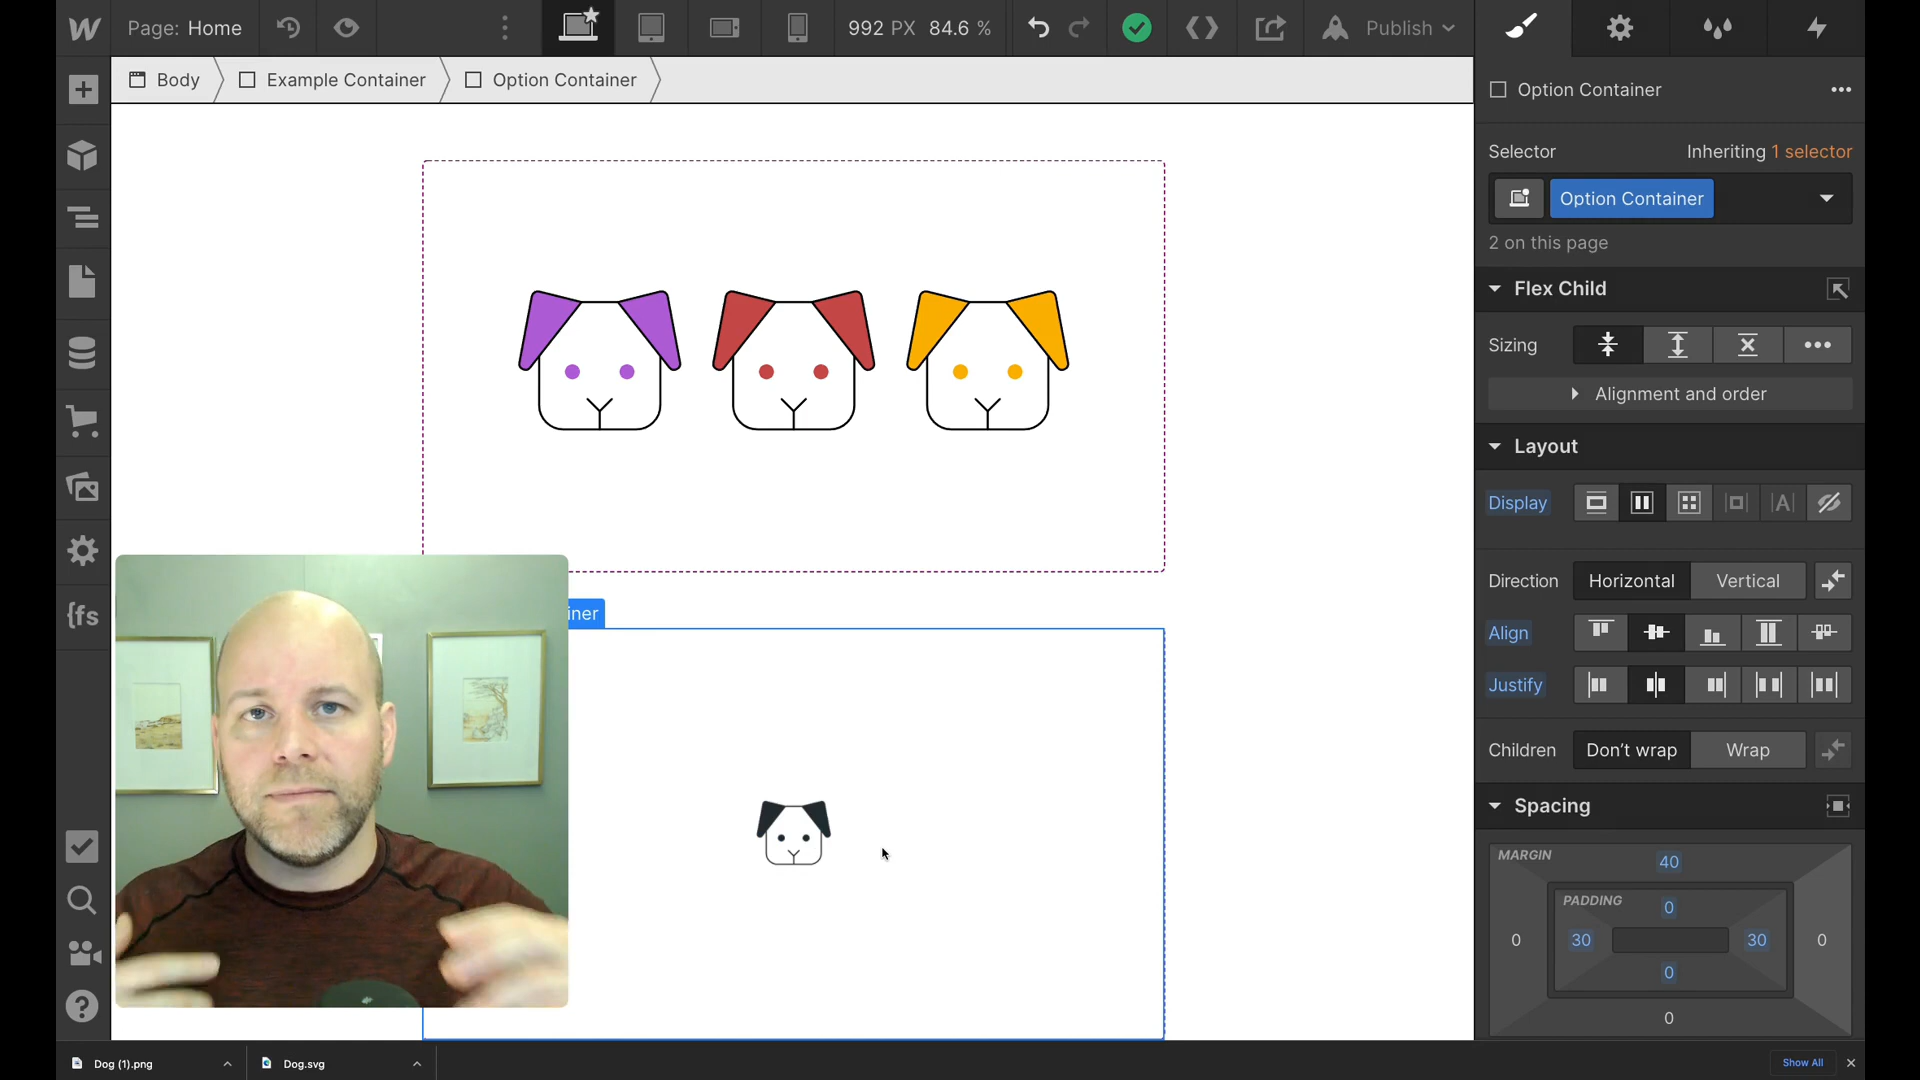 Page: Home
992 PX 84.6 %
Publish
Body
Example Container
Option Container
iner
{fs
Option Container
Selector
Inheriting 1 selector
Option Container
2 on this page
Flex Child
Sizing
Alignment and order
Layout
Display
Direction
Horizontal
Vertical
Align
Justify
Children
Don't wrap
Wrap
Spacing
MARGIN
40
PADDING
0
0
30
30
0
0
0
Dog (1).png
Dog.svg
Show All